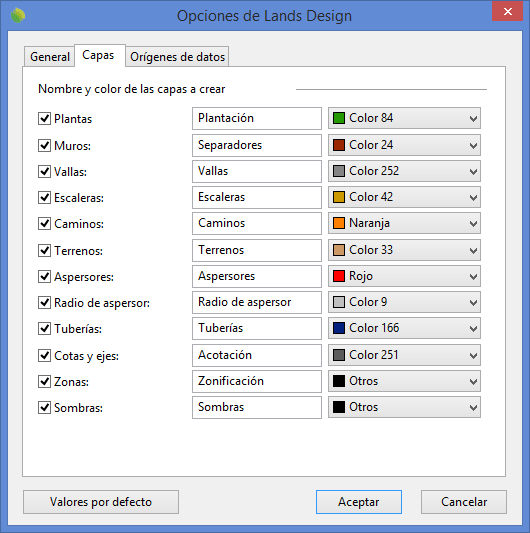 Opciones de Lands Design
General Capas Orígenes de datos
Nombre y color de las capas a crear
Plantas Plantación Color 84
Muros: Separadores Color 24
Vallas: Vallas Color 252
Escaleras: Escaleras Color 42
Caminos: Caminos Naranja
Terrenos: Terrenos Color 33
Aspersores: Aspersores Rojo
Radio de aspersor: Radio de aspersor Color 9
Tuberías: Tuberías Color 166
Cotas y ejes: Acotación Color 251
Zonas: Zonificación Otros
Sombras: Sombras Otros
Valores por defecto Aceptar Cancelar